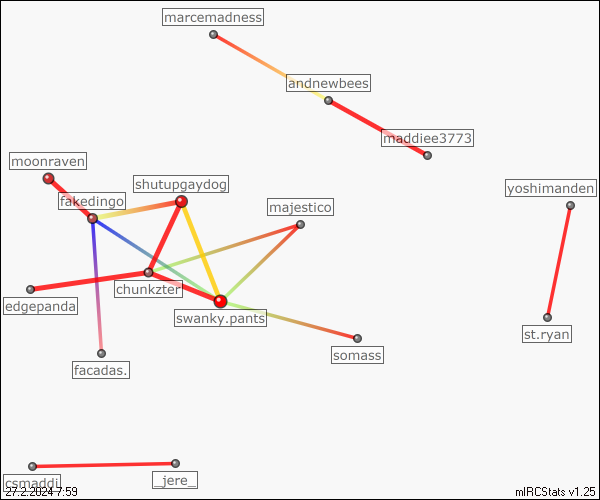 marcemadness
andnewbees
maddiee3773
moonraven
shutupgaydog
yoshimanden
fakedingo
majestico
chunkzter
edgepanda
swanky.pants
st.ryan
somass
facadas.
csmaddi
_jere_
27.2.2024 7:59
mIRCStats v1.25